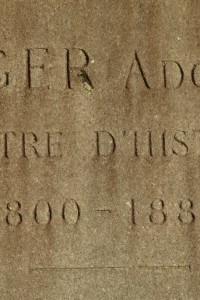 GER ADO
TRE D'HIST
800-188